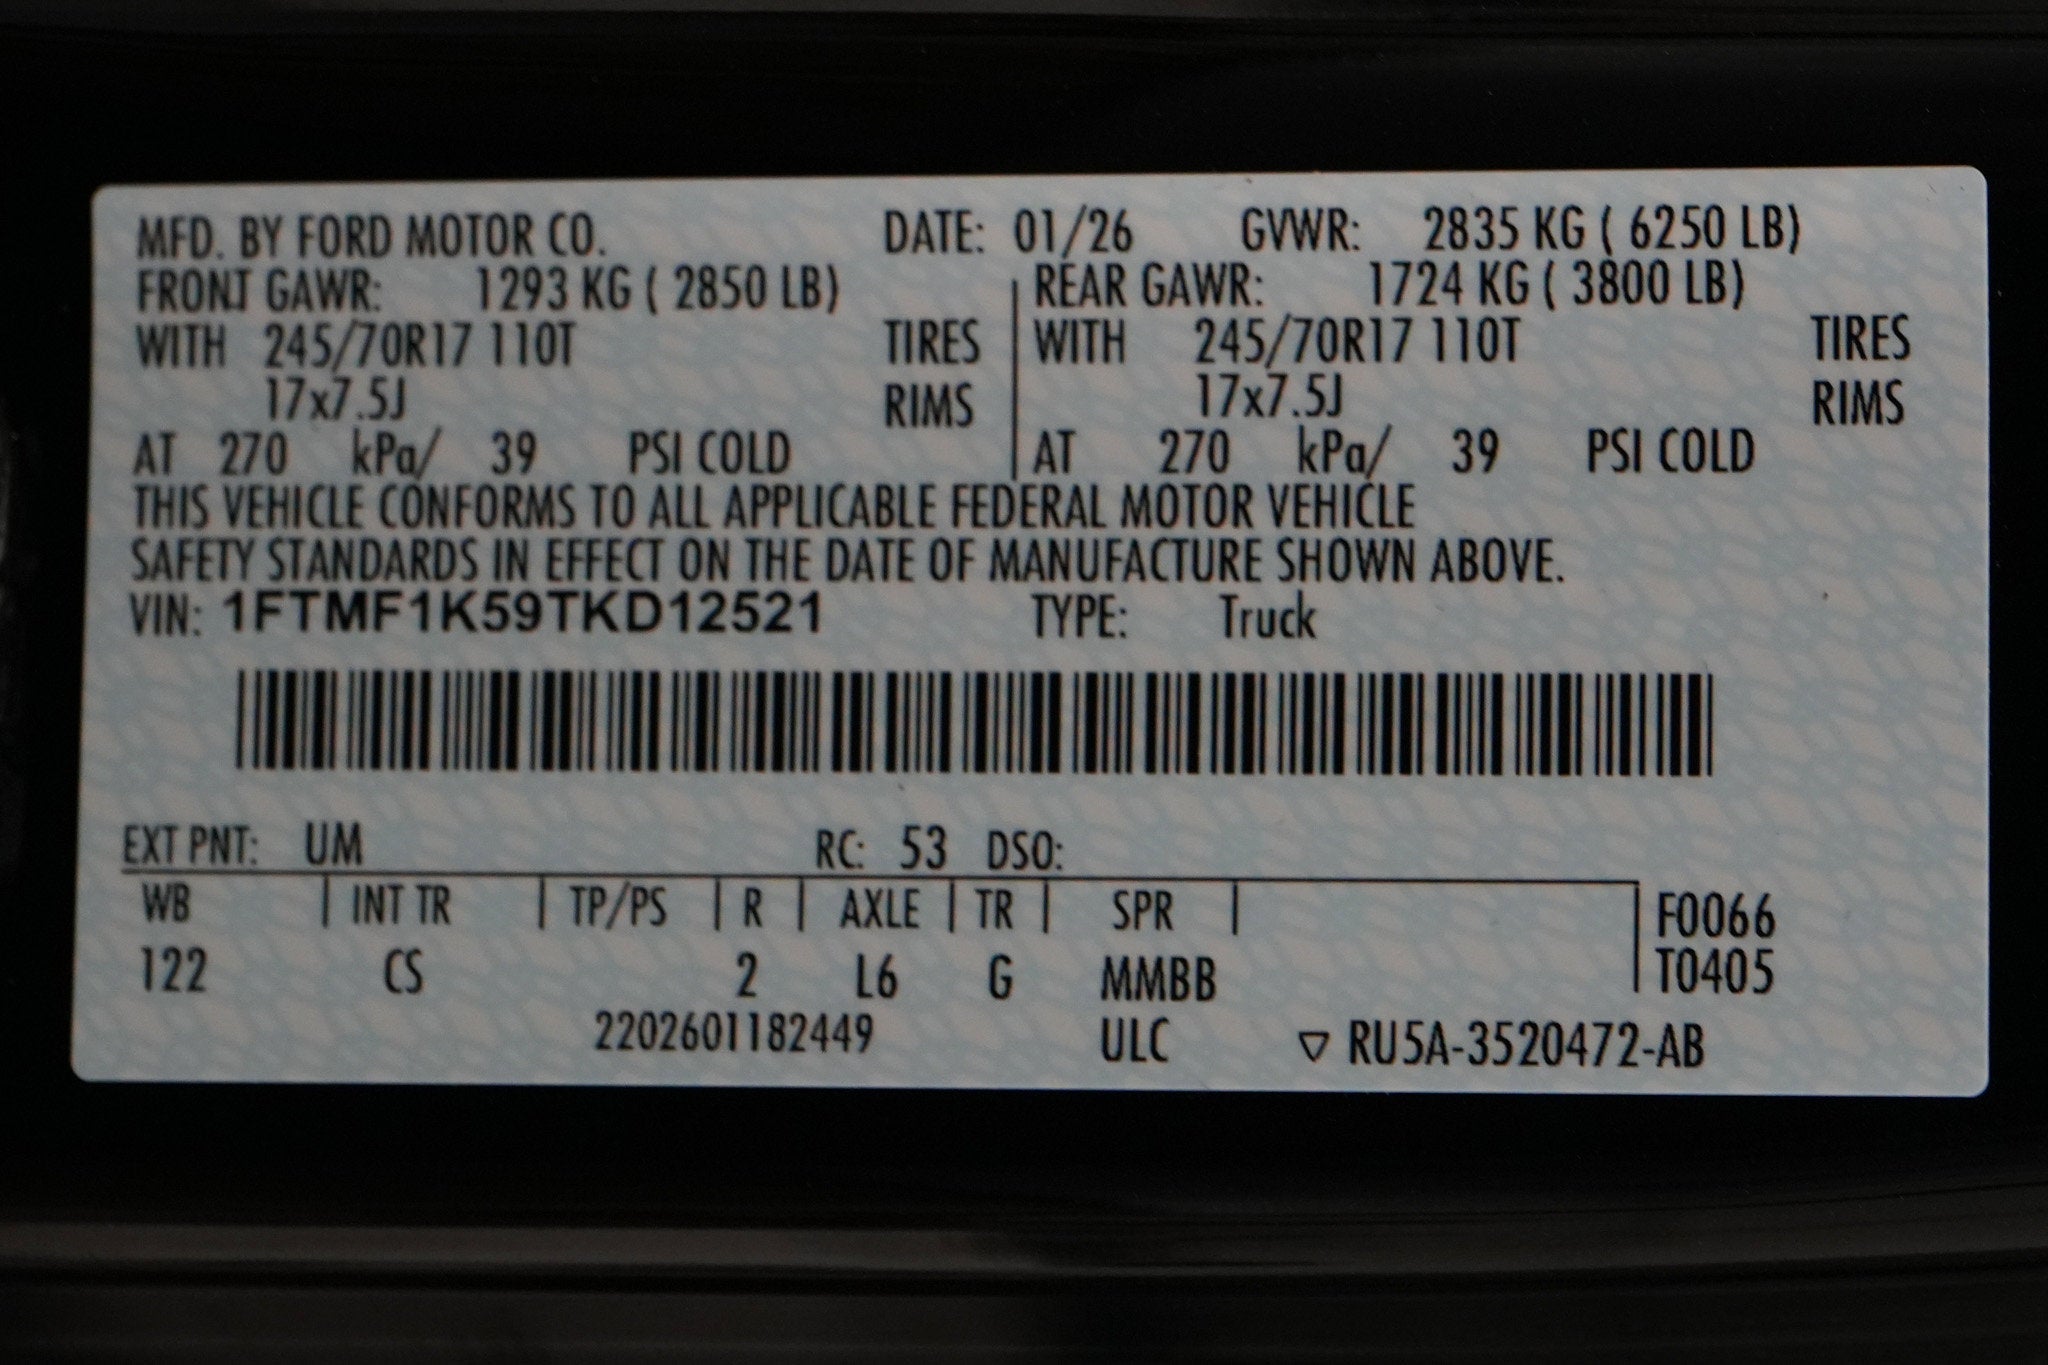 MFD. BY FORD MOTOR CO. DATE: 01/26 GVWR: 2835 KG ( 6250 LB)
FRONT GAWR: 1293 KG ( 2850 LB) REAR GAWR: 1724 KG ( 3800 LB)
WITH 245/70R17 110T TIRES WITH 245/70R17 110T TIRES
17x7.5J RIMS 17x7.5J RIMS
AT 270 kPa/ 39 PSI COLD AT 270 kPa/ 39 PSI COLD
THIS VEHICLE CONFORMS TO ALL APPLICABLE FEDERAL MOTOR VEHICLE
SAFETY STANDARDS IN EFFECT ON THE DATE OF MANUFACTURE SHOWN ABOVE.
VIN: 1FTMF1K59TKD12521 TYPE: Truck
EXT PNT: UM RC: 53 DSO:
WB | INT TR | TP/PS | R | AXLE | TR | SPR | F0066
122 CS 2 L6 G MMBB T0405
2202601182449 ULC ▽ RU5A-3520472-AB